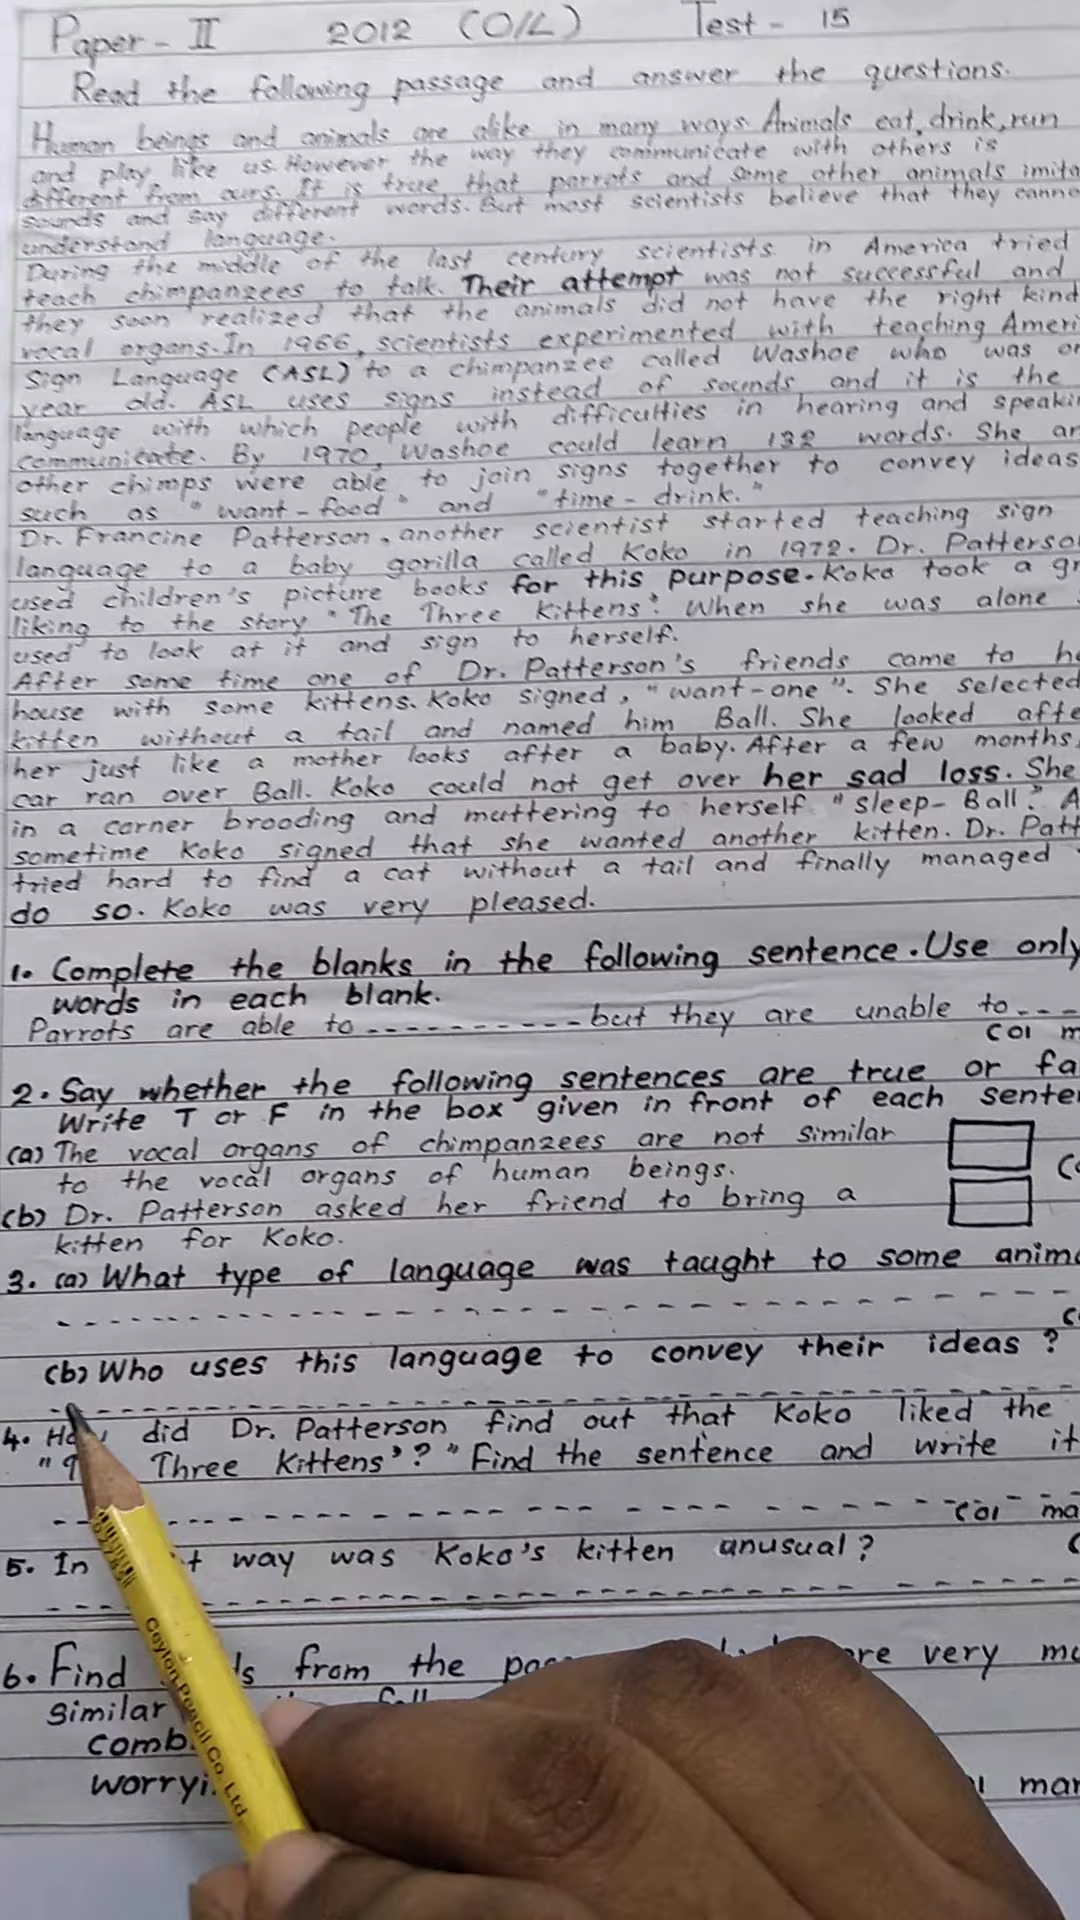 Paper - II 2012 (O/L) Test - 15
Read the following passage and answer the questions.
Human beings and animals are alike in many ways. Animals eat, drink, run
and play like us. However the way they communicate with others is
different from ours. It is true that parrots and some other animals imita
sounds and say different words. But most scientists believe that they canno
understand language.
During the middle of the last century scientists in America tried
teach chimpanzees to talk. Their attempt was not successful and
they soon realized that the animals did not have the right kind
vocal organs. In 1966, scientists experimented with teaching Ameri
Sign Language (ASL) to a chimpanzee called Washoe who was on
year old. ASL uses signs instead of sounds and it is the
language with which people with difficulties in hearing and speakin
communicate. By 1970, Washoe could learn 132 words. She an
other chimps were able to join signs together to convey ideas
such as "want - food" and "time - drink."
Dr. Francine Patterson, another scientist started teaching sign
language to a baby gorilla called Koko in 1972. Dr. Patterso
used children's picture books for this purpose. Koko took a gr
liking to the story "The Three Kittens". When she was alone s
used to look at it and sign to herself.
After some time one of Dr. Patterson's friends came to he
house with some kittens. Koko signed, "want-one". She selected
kitten without a tail and named him Ball. She looked afte
her just like a mother looks after a baby. After a few months,
car ran over Ball. Koko could not get over her sad loss. She
in a corner brooding and muttering to herself "sleep- Ball." A
sometime Koko signed that she wanted another kitten. Dr. Patt
tried hard to find a cat without a tail and finally managed
do so. Koko was very pleased.
1. Complete the blanks in the following sentence. Use only
words in each blank.
Parrots are able to ---------- but they are unable to ---
(01 m
2. Say whether the following sentences are true or fa
Write T or F in the box given in front of each senten
(a) The vocal organs of chimpanzees are not similar
to the vocal organs of human beings.
(b) Dr. Patterson asked her friend to bring a
kitten for Koko.
3. (a) What type of language was taught to some anima
(b) Who uses this language to convey their ideas?
4. did Dr. Patterson find out that Koko liked the
Three Kittens'?" Find the sentence and write it
(01 ma
5. In way was Koko's kitten unusual?
6. Find from the are very mu
similar
comb
worryi mar
Ceylon Pencil Co. Ltd.